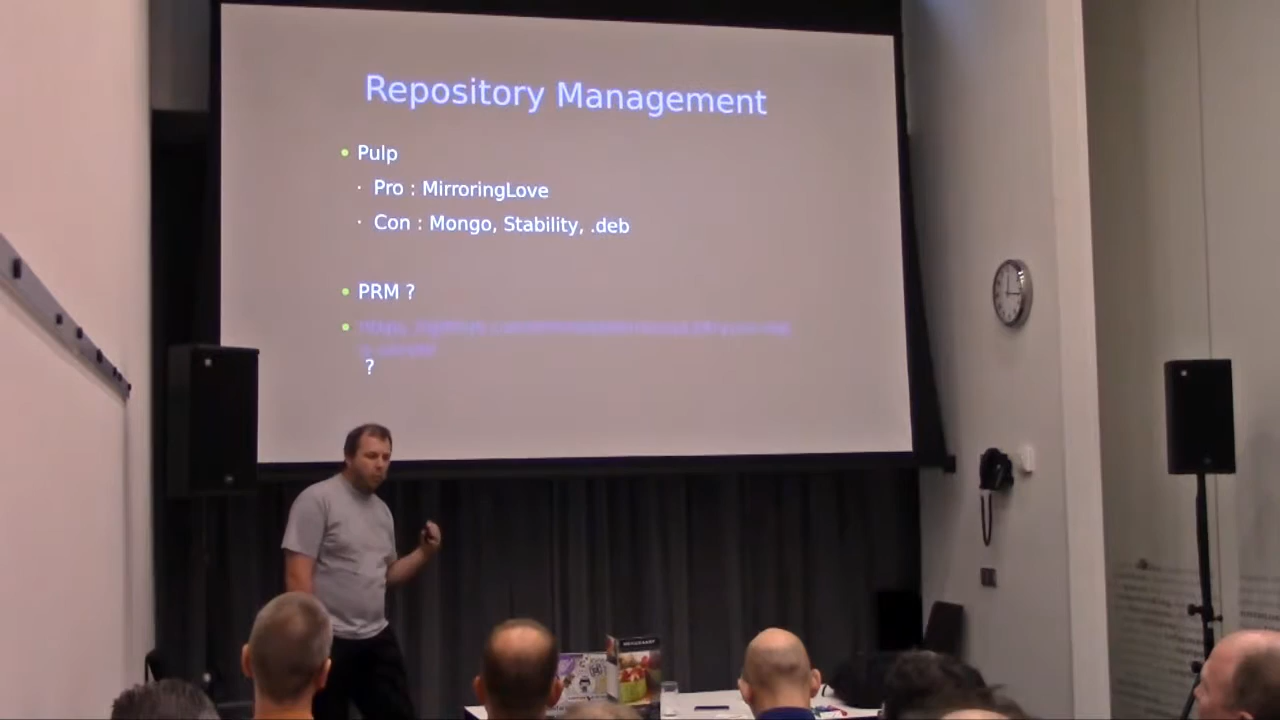 Repository Management
• Pulp
· Pro : MirroringLove
· Con : Mongo, Stability, .deb
• PRM ?
•
?